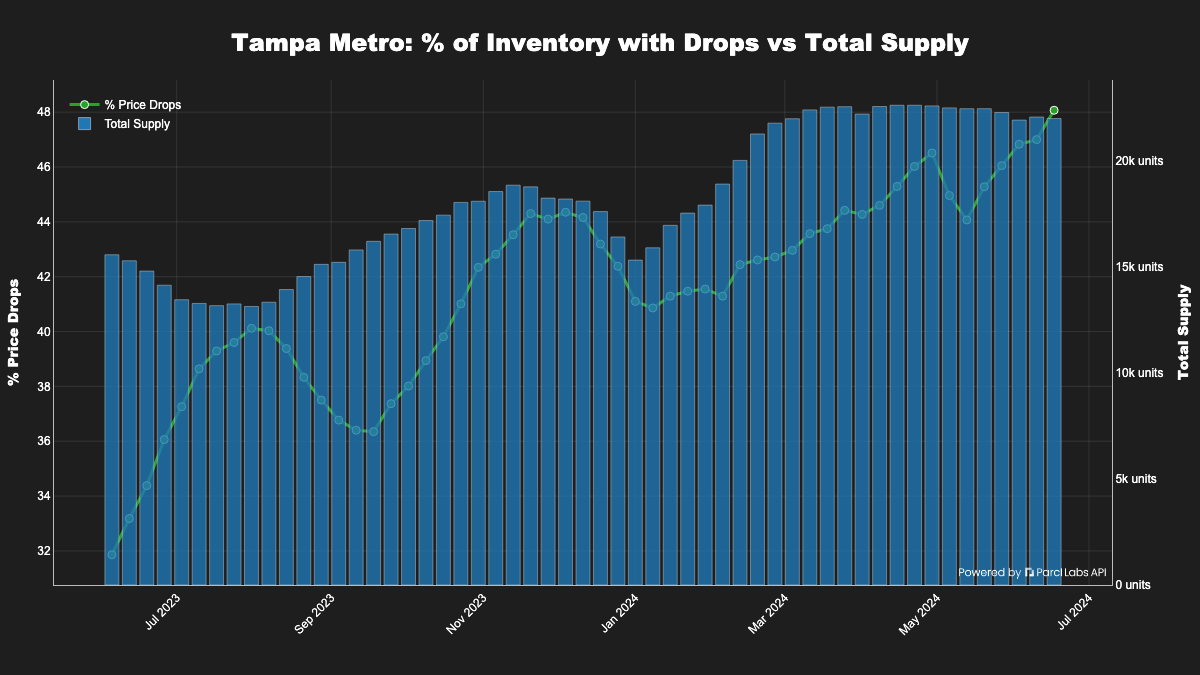 Tampa Metro: % of Inventory with Drops vs Total Supply
% Price Drops
Total Supply
48
46
44
42
40
38
36
34
32
% Price Drops
20k units
15k units
10k units
5k units
0 units
Total Supply
Powered by Parcl Labs API
Jul 2023
Sep 2023
Nov 2023
Jan 2024
Mar 2024
May 2024
Jul 2024